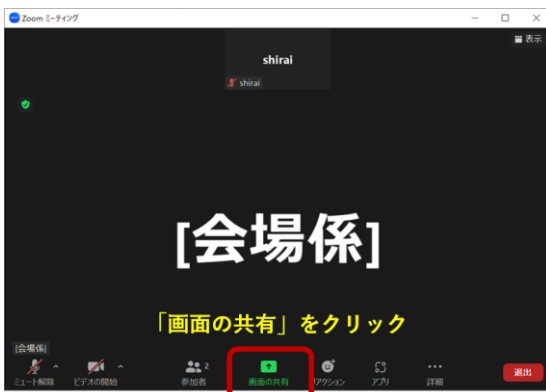 Zoom ミーティング
表示
shirai
shirai
[会場係]
「画面の共有」をクリック
[会場係]
ミュート解除 ビデオの開始 2 参加者 画面の共有 リアクション アプリ 詳細 退出